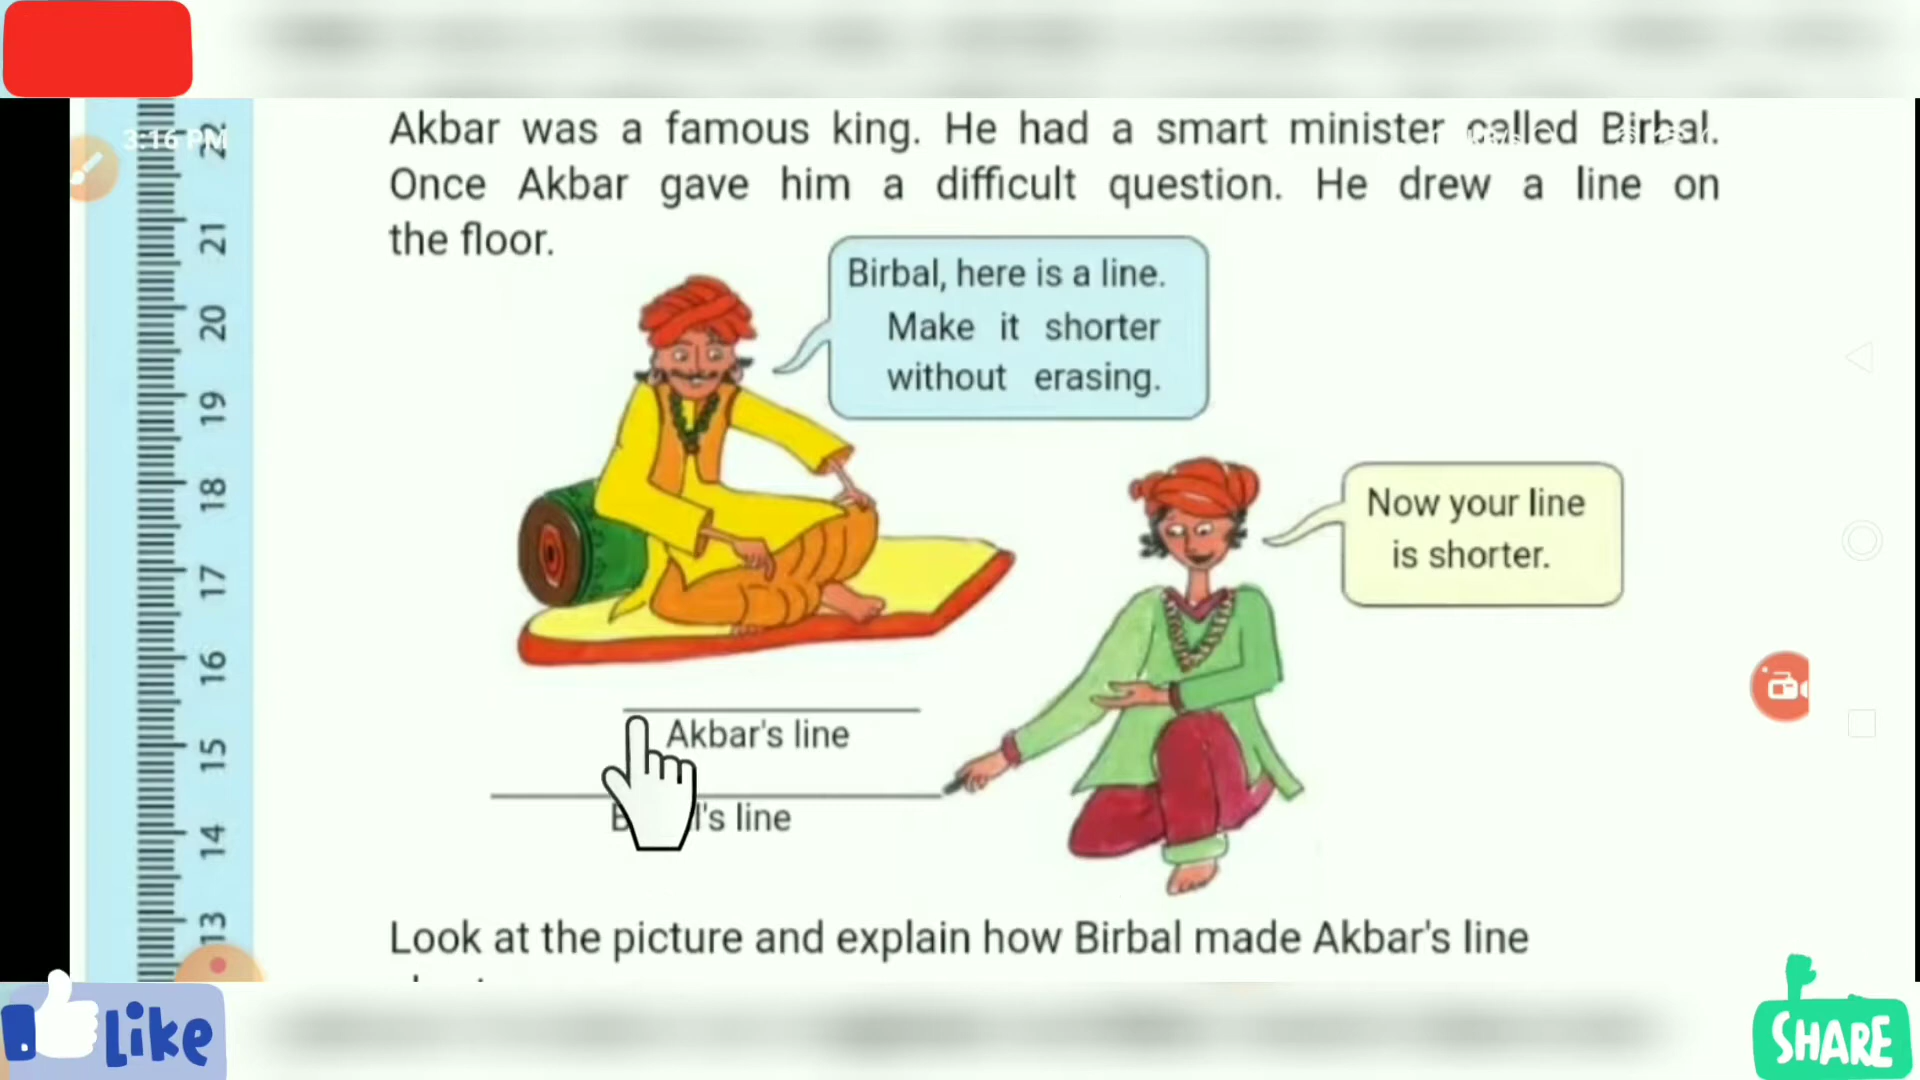 3:16 PM
Akbar was a famous king. He had a smart minister called Birbal.
Once Akbar gave him a difficult question. He drew a line on
the floor.
Birbal, here is a line.
Make it shorter
without erasing.
Now your line
is shorter.
Akbar's line
's line
Look at the picture and explain how Birbal made Akbar's line
22
21
20
19
18
17
16
15
14
13
Like
SHARE